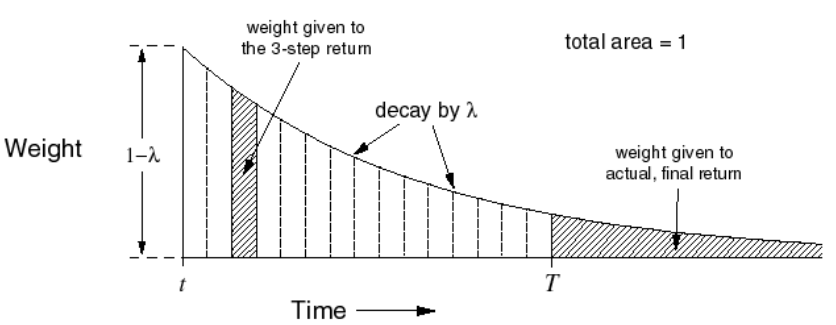 weight given to
the 3-step return
total area = 1
decay by λ
Weight
1−λ
weight given to
actual, final return
t
T
Time